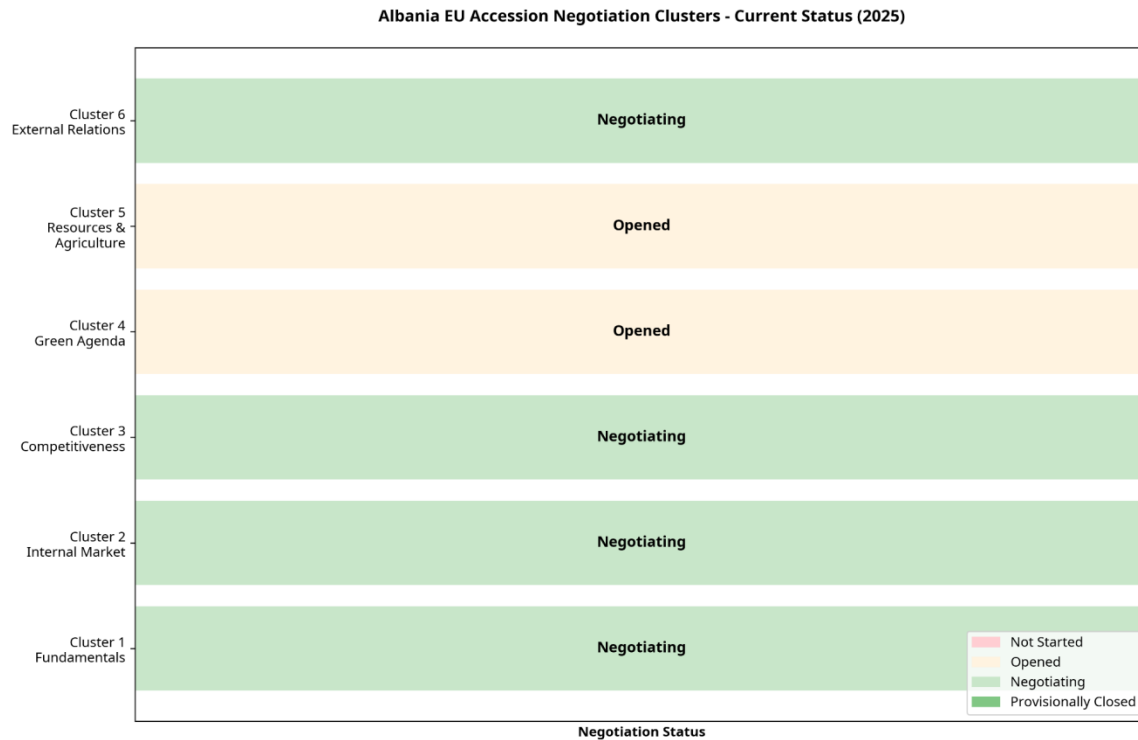 Albania EU Accession Negotiation Clusters - Current Status (2025)
Cluster 6
External Relations
Negotiating
Cluster 5
Resources &
Agriculture
Opened
Cluster 4
Green Agenda
Opened
Cluster 3
Competitiveness
Negotiating
Cluster 2
Internal Market
Negotiating
Cluster 1
Fundamentals
Negotiating
Not Started
Opened
Negotiating
Provisionally Closed
Negotiation Status